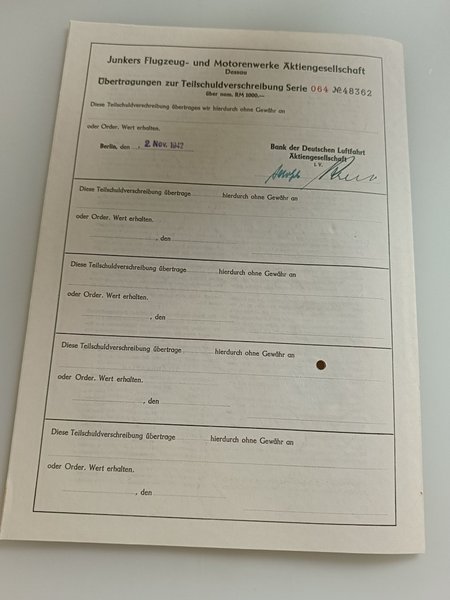 Junkers Flugzeug- und Motorenwerke Aktiengesellschaft
Dessau
Übertragungen zur Teilschuldverschreibung Serie 064 №48362
über nom. RM 1000.—
Diese Teilschuldverschreibung übertragen wir hierdurch ohne Gewähr an
oder Order. Wert erhalten.
Berlin, den 2. Nov. 1942
Bank der Deutschen Luftfahrt
Aktiengesellschaft
i.V.
Diese Teilschuldverschreibung übertrage hierdurch ohne Gewähr an
oder Order. Wert erhalten.
, den
Diese Teilschuldverschreibung übertrage hierdurch ohne Gewähr an
oder Order. Wert erhalten.
, den
Diese Teilschuldverschreibung übertrage hierdurch ohne Gewähr an
oder Order. Wert erhalten.
, den
Diese Teilschuldverschreibung übertrage hierdurch ohne Gewähr an
oder Order. Wert erhalten.
, den